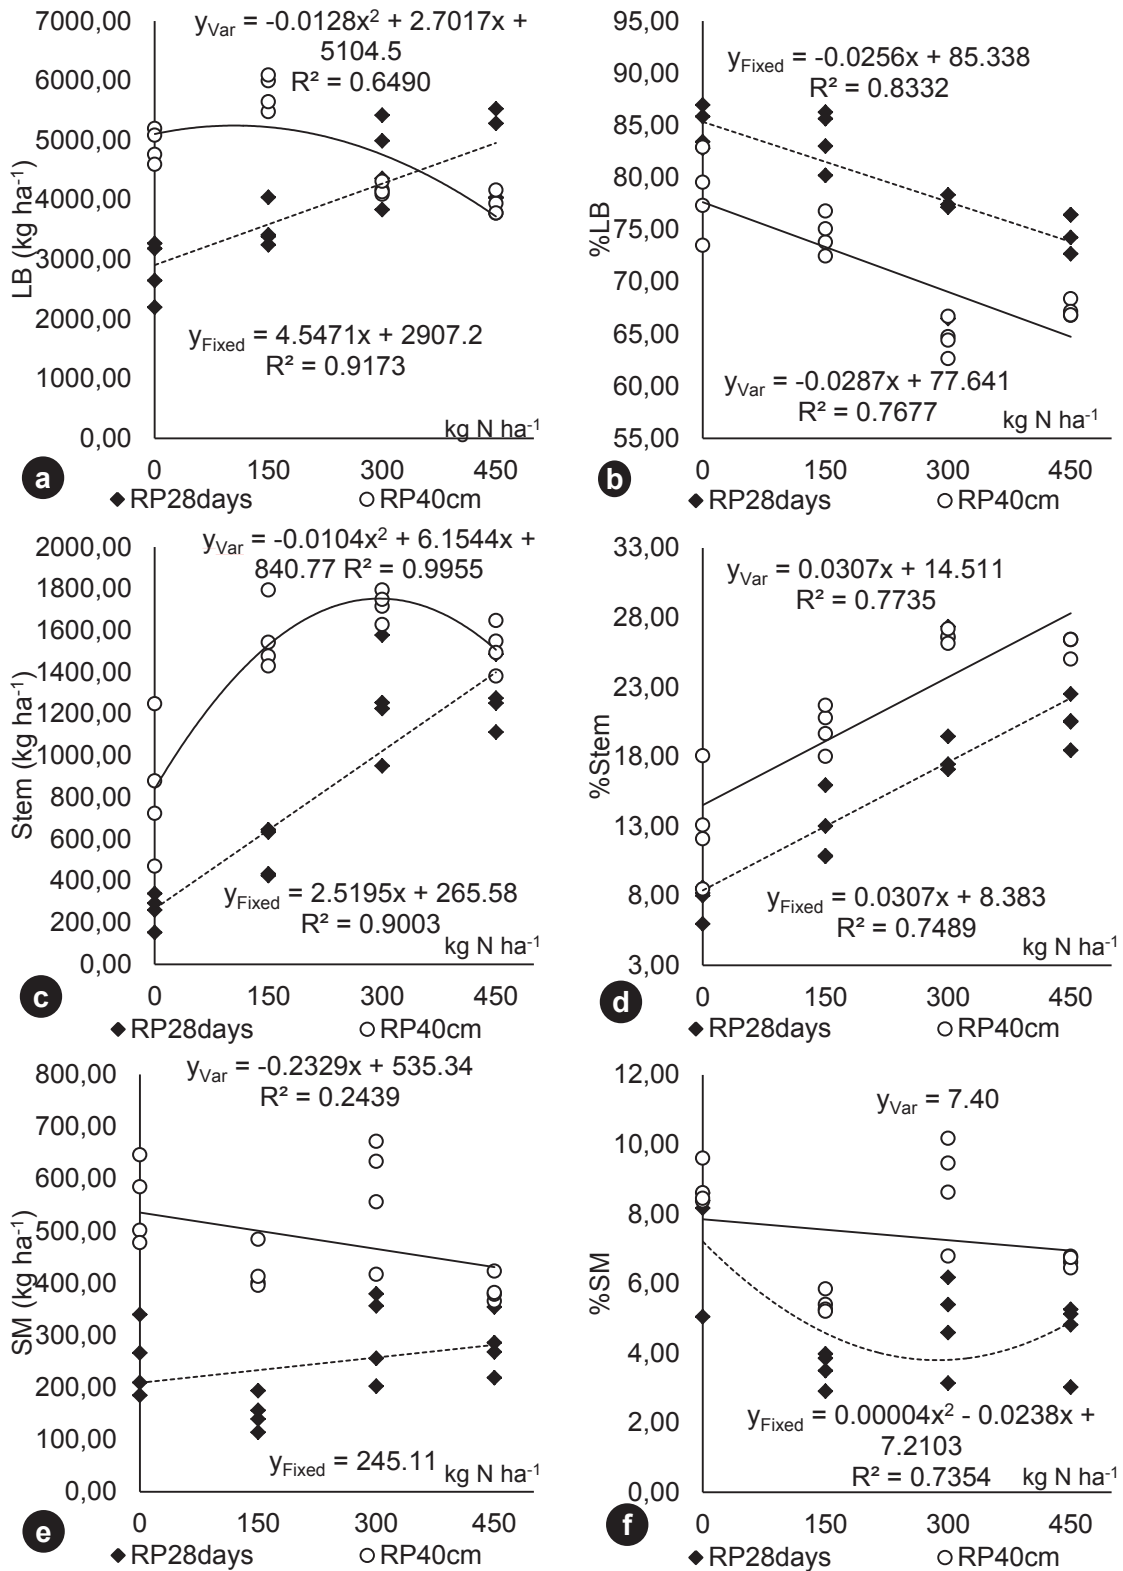 y_Var = -0.0128x² + 2.7017x +
5104.5
R² = 0.6490
7000,00
6000,00
5000,00
4000,00
3000,00
2000,00
1000,00
0,00
LB (kg ha⁻¹)
y_Fixed = 4.5471x + 2907.2
R² = 0.9173
kg N ha⁻¹
0 150 300 450
a
◆RP28days ○RP40cm
95,00
90,00
85,00
80,00
75,00
70,00
65,00
60,00
55,00
%LB
y_Fixed = -0.0256x + 85.338
R² = 0.8332
y_Var = -0.0287x + 77.641
R² = 0.7677
kg N ha⁻¹
0 150 300 450
b
◆RP28days ○RP40cm
y_Var = -0.0104x² + 6.1544x +
840.77 R² = 0.9955
2000,00
1800,00
1600,00
1400,00
1200,00
1000,00
800,00
600,00
400,00
200,00
0,00
Stem (kg ha⁻¹)
y_Fixed = 2.5195x + 265.58
R² = 0.9003
kg N ha⁻¹
0 150 300 450
c
◆RP28days ○RP40cm
33,00
28,00
23,00
18,00
13,00
8,00
3,00
%Stem
y_Var = 0.0307x + 14.511
R² = 0.7735
y_Fixed = 0.0307x + 8.383
R² = 0.7489
kg N ha⁻¹
0 150 300 450
d
◆RP28days ○RP40cm
y_Var = -0.2329x + 535.34
R² = 0.2439
800,00
700,00
600,00
500,00
400,00
300,00
200,00
100,00
0,00
SM (kg ha⁻¹)
y_Fixed = 245.11
kg N ha⁻¹
0 150 300 450
e
◆RP28days ○RP40cm
12,00
10,00
8,00
6,00
4,00
2,00
0,00
%SM
y_Var = 7.40
y_Fixed = 0.00004x² - 0.0238x +
7.2103
R² = 0.7354
kg N ha⁻¹
0 150 300 450
f
◆RP28days ○RP40cm